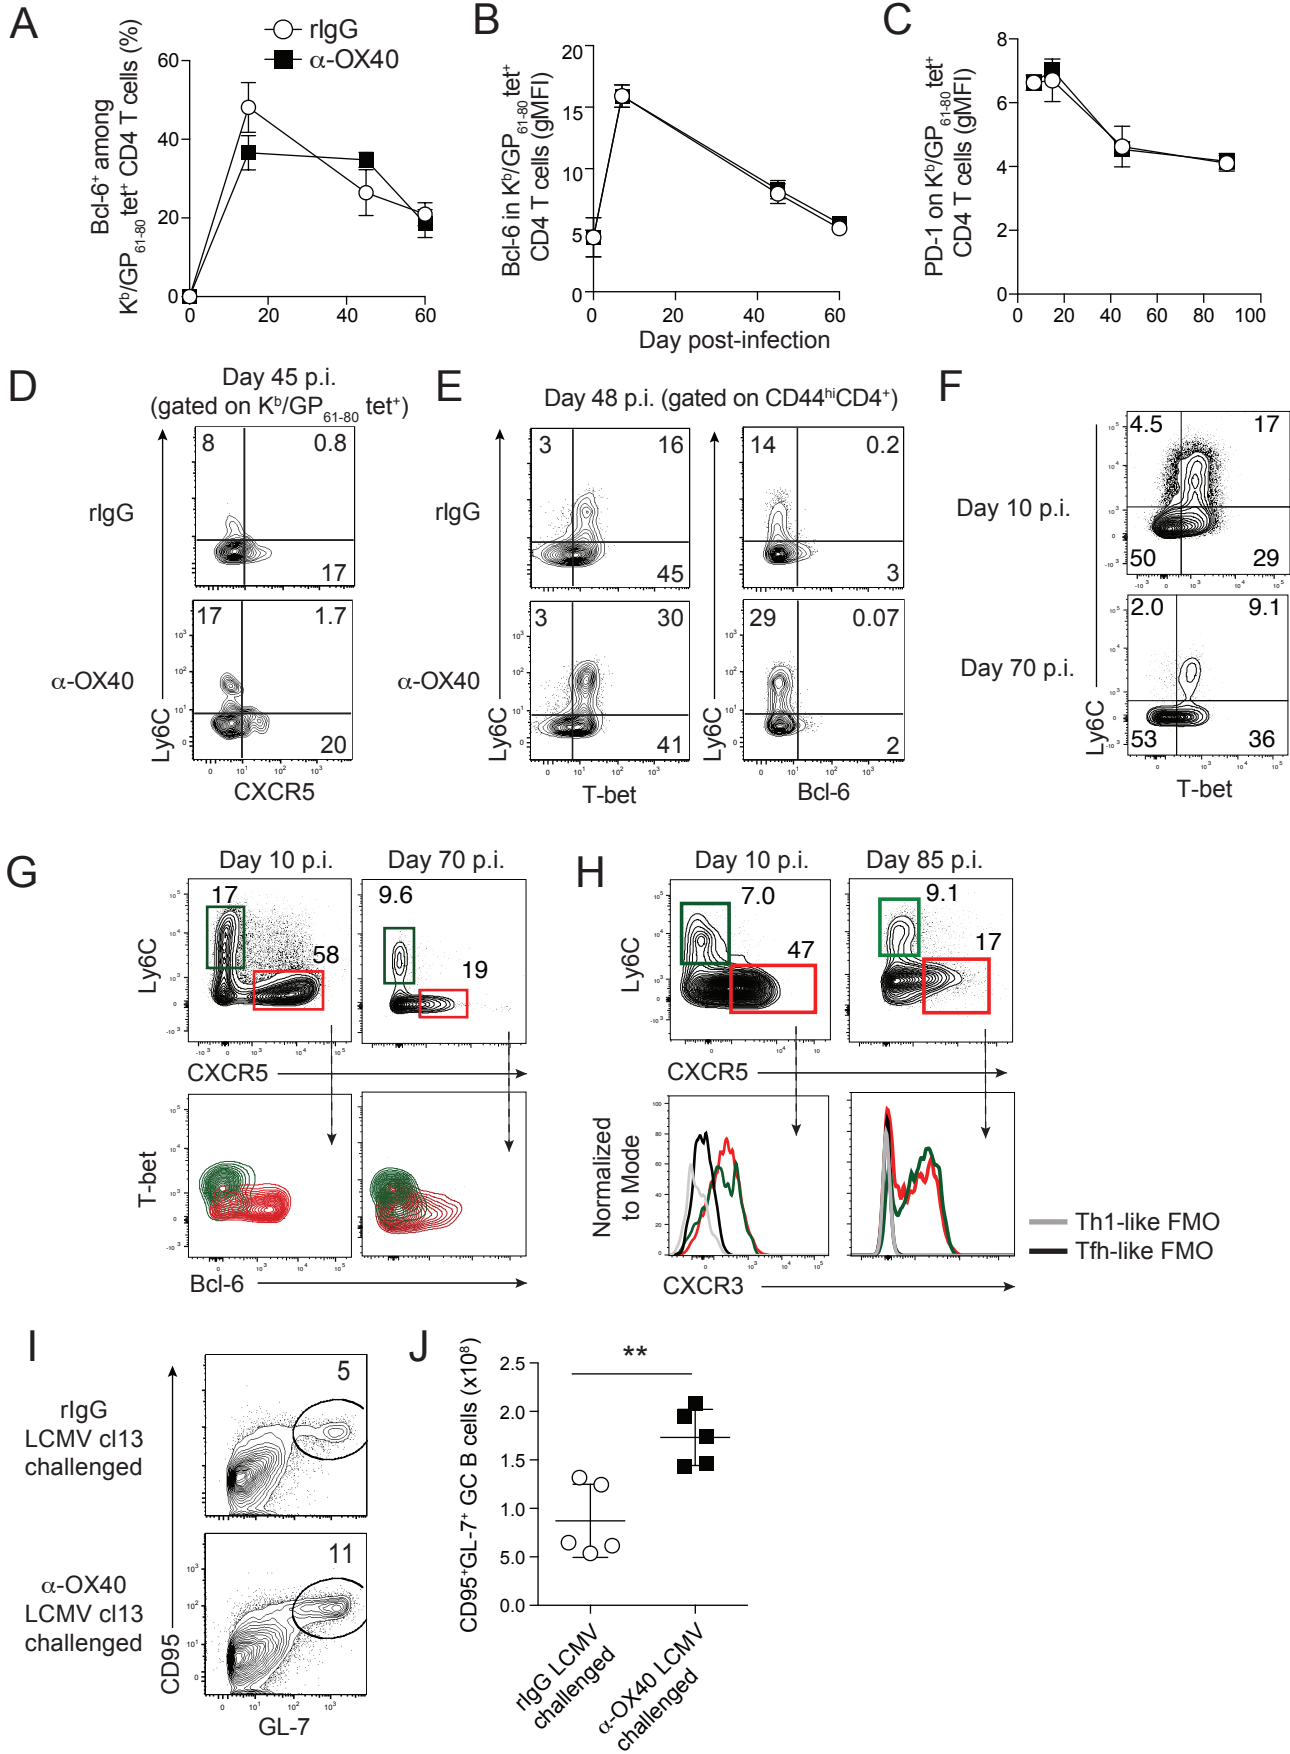 A
rIgG
α-OX40
Bcl-6+ among
Kb/GP61-80 tet+ CD4 T cells (%)
60
40
20
0
0
20
40
60
B
Bcl-6 in Kb/GP61-80 tet+
CD4 T cells (gMFI)
20
15
10
5
0
0
20
40
60
Day post-infection
C
PD-1 on Kb/GP61-80 tet+
CD4 T cells (gMFI)
8
6
4
2
0
0
20
40
60
80
100
D
Day 45 p.i.
(gated on Kb/GP61-80 tet+)
rIgG
8
0.8
17
α-OX40
17
1.7
20
Ly6C
CXCR5
E
Day 48 p.i. (gated on CD44hiCD4+)
rIgG
3
16
45
14
0.2
3
α-OX40
3
30
41
29
0.07
2
Ly6C
T-bet
Ly6C
Bcl-6
F
Day 10 p.i.
4.5
17
50
29
Day 70 p.i.
2.0
9.1
53
36
Ly6C
T-bet
G
Day 10 p.i.
Day 70 p.i.
17
58
9.6
19
Ly6C
CXCR5
T-bet
Bcl-6
H
Day 10 p.i.
Day 85 p.i.
7.0
47
9.1
17
Ly6C
CXCR5
Normalized
to Mode
100
80
60
40
20
0
CXCR3
Th1-like FMO
Tfh-like FMO
I
rIgG
LCMV cl13
challenged
5
α-OX40
LCMV cl13
challenged
11
CD95
GL-7
J
**
CD95+GL-7+ GC B cells (x108)
2.5
2.0
1.5
1.0
5.0
0.0
rIgG LCMV
challenged
α-OX40 LCMV
challenged